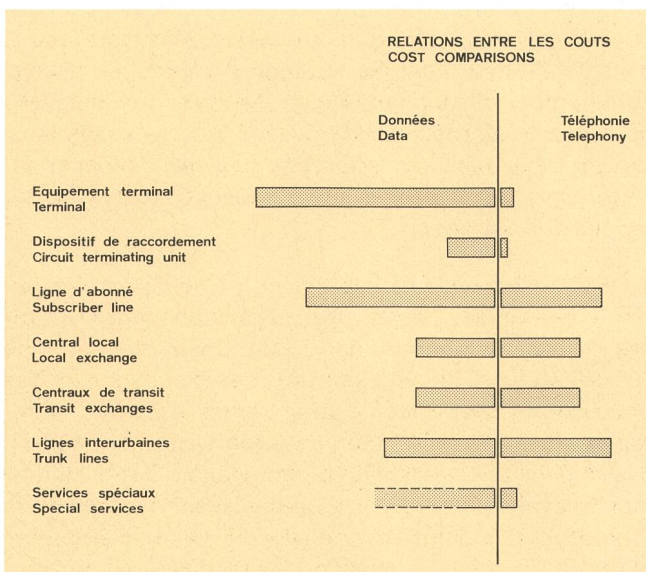 RELATIONS ENTRE LES COUTS
COST COMPARISONS
Données
Data
Téléphonie
Telephony
Equipement terminal
Terminal
Dispositif de raccordement
Circuit terminating unit
Ligne d'abonné
Subscriber line
Central local
Local exchange
Centraux de transit
Transit exchanges
Lignes interurbaines
Trunk lines
Services spéciaux
Special services